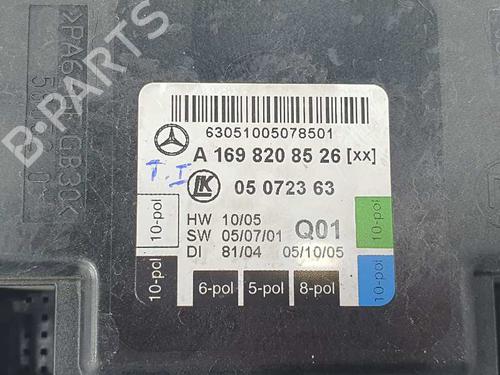 63051005078501
A 169 820 85 26 [xx]
T.I
LK
05 0723 63
HW 10/05
SW 05/07/01
Q01
DI 81/04 05/10/05
10-pol
10-pol
10-pol
10-pol
6-pol
5-pol
8-pol